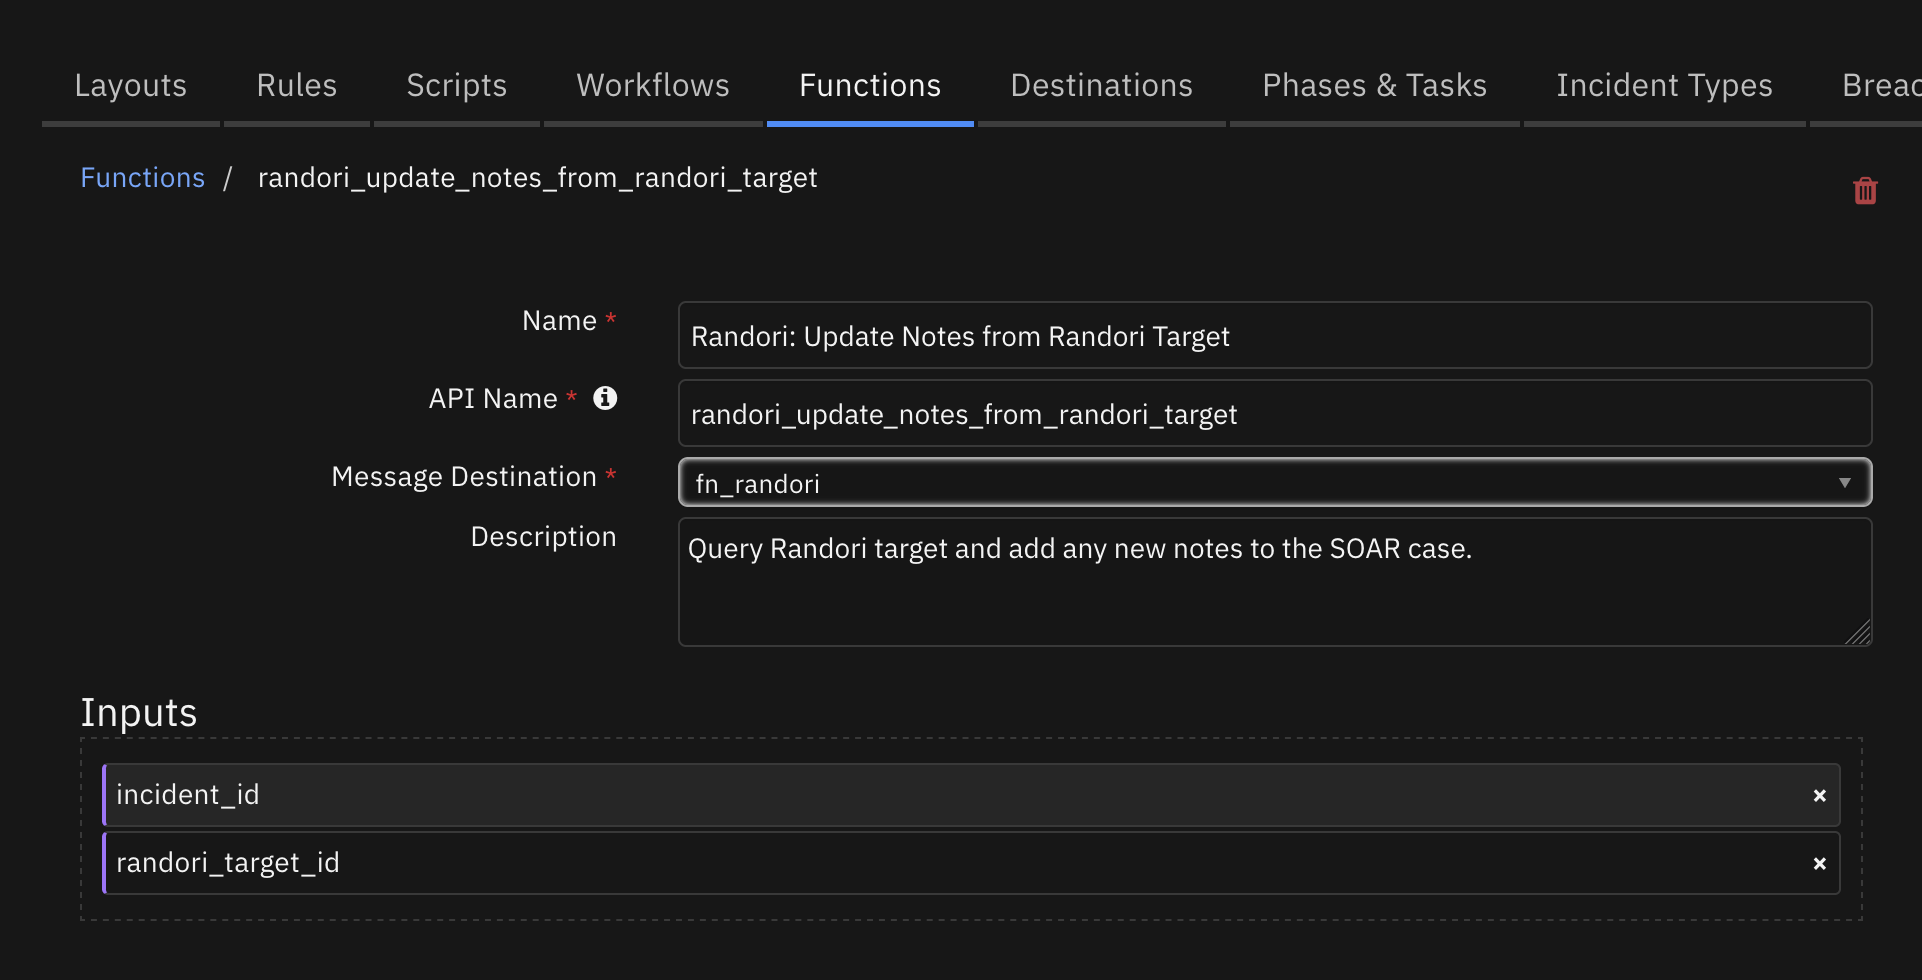 Layouts Rules Scripts Workflows Functions Destinations Phases & Tasks Incident Types Breac
Functions / randori_update_notes_from_randori_target
Name * Randori: Update Notes from Randori Target
API Name * randori_update_notes_from_randori_target
Message Destination * fn_randori
Description Query Randori target and add any new notes to the SOAR case.
Inputs
incident_id ×
randori_target_id ×